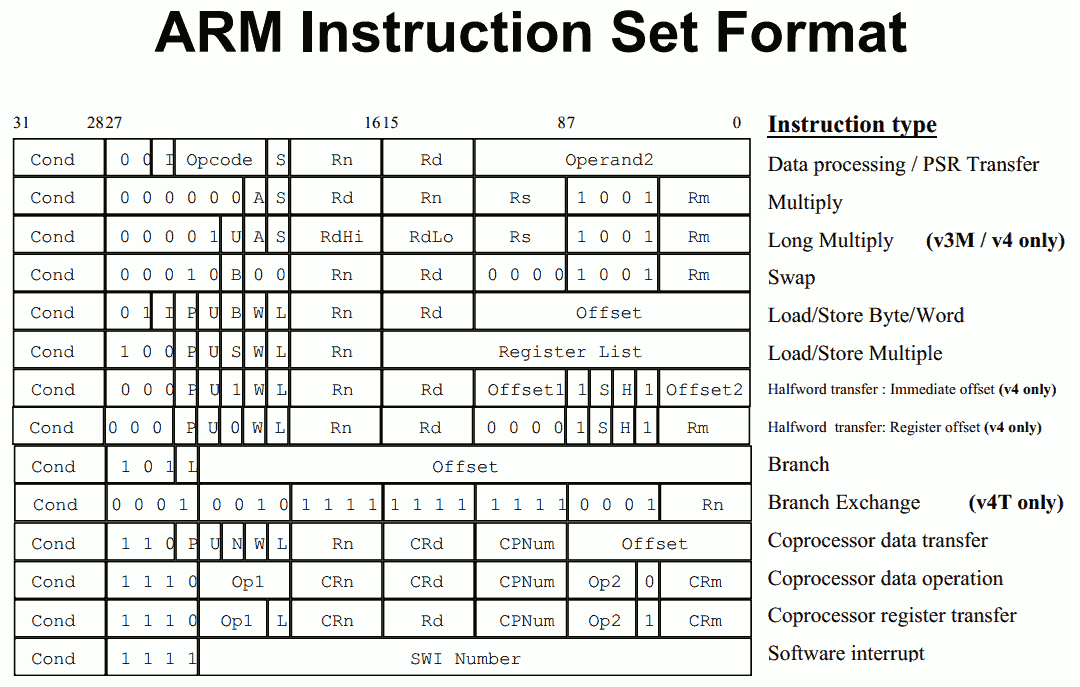 ARM Instruction Set Format
31 2827 1615 87 0 Instruction type
Cond 0 0 I Opcode S Rn Rd Operand2 Data processing / PSR Transfer
Cond 0 0 0 0 0 0 A S Rd Rn Rs 1 0 0 1 Rm Multiply
Cond 0 0 0 0 1 U A S RdHi RdLo Rs 1 0 0 1 Rm Long Multiply (v3M / v4 only)
Cond 0 0 0 1 0 B 0 0 Rn Rd 0 0 0 0 1 0 0 1 Rm Swap
Cond 0 1 I P U B W L Rn Rd Offset Load/Store Byte/Word
Cond 1 0 0 P U S W L Rn Register List Load/Store Multiple
Cond 0 0 0 P U 1 W L Rn Rd Offset1 1 S H 1 Offset2 Halfword transfer : Immediate offset (v4 only)
Cond 0 0 0 P U 0 W L Rn Rd 0 0 0 0 1 S H 1 Rm Halfword transfer: Register offset (v4 only)
Cond 1 0 1 L Offset Branch
Cond 0 0 0 1 0 0 1 0 1 1 1 1 1 1 1 1 1 1 1 1 0 0 0 1 Rn Branch Exchange (v4T only)
Cond 1 1 0 P U N W L Rn CRd CPNum Offset Coprocessor data transfer
Cond 1 1 1 0 Op1 CRn CRd CPNum Op2 0 CRm Coprocessor data operation
Cond 1 1 1 0 Op1 L CRn Rd CPNum Op2 1 CRm Coprocessor register transfer
Cond 1 1 1 1 SWI Number Software interrupt